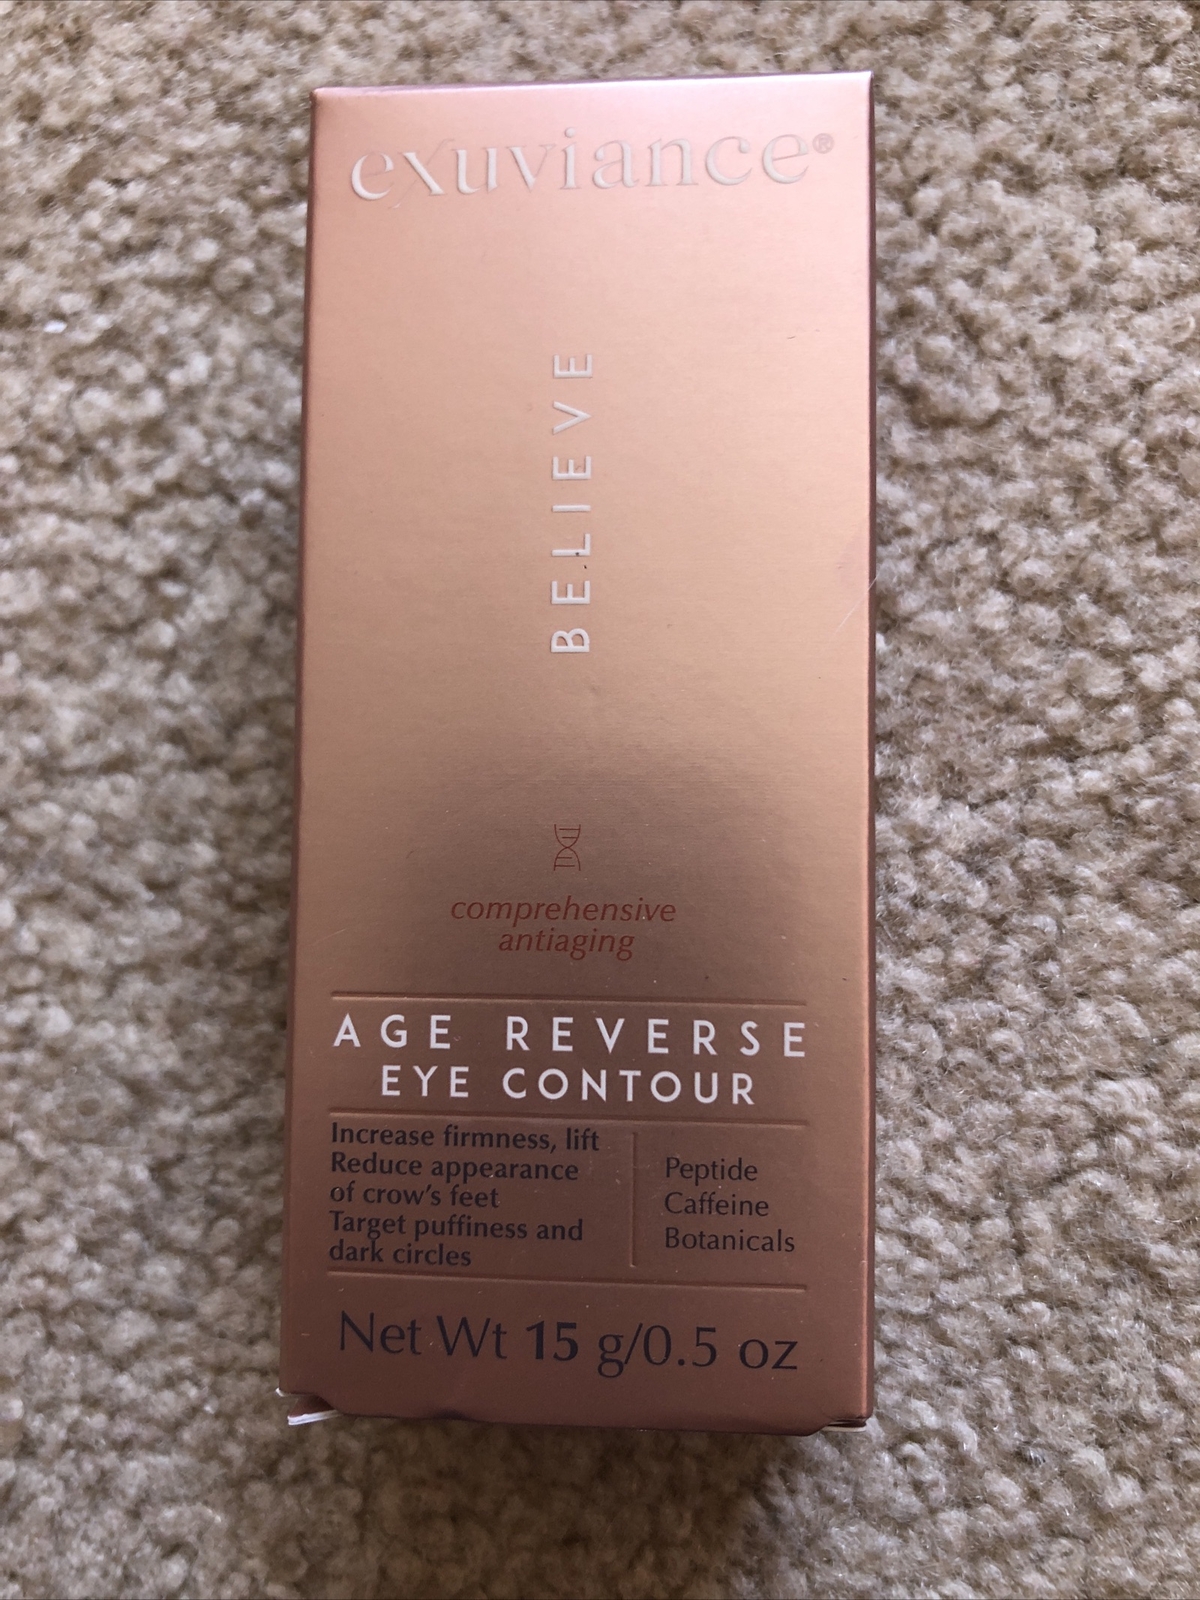 exuviance®
BELIEVE
comprehensive
antiaging
AGE REVERSE
EYE CONTOUR
Increase firmness, lift
Reduce appearance
of crow's feet
Target puffiness and
dark circles
Peptide
Caffeine
Botanicals
Net Wt 15 g/0.5 oz